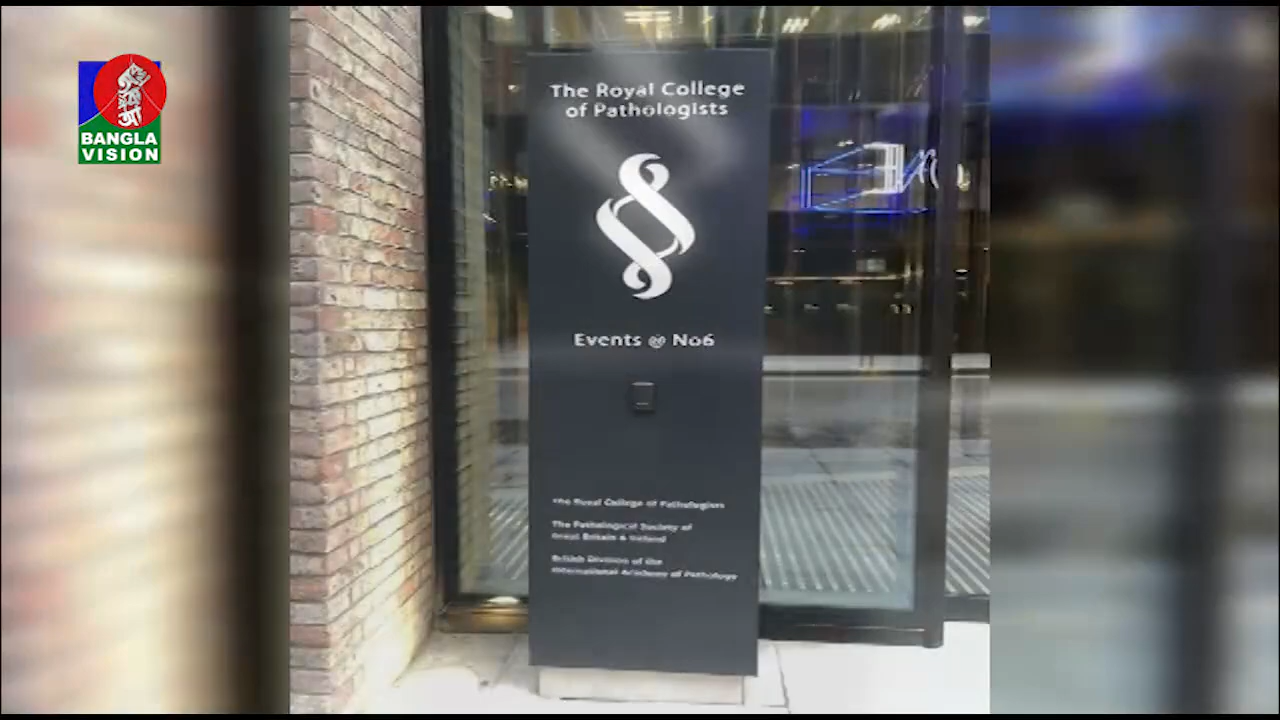 BANGLA
VISION
The Royal College
of Pathologists
Events @ No6
The Royal College of Pathologists
The Pathological Society of
Great Britain & Ireland
British Division of the
International Academy of Pathology